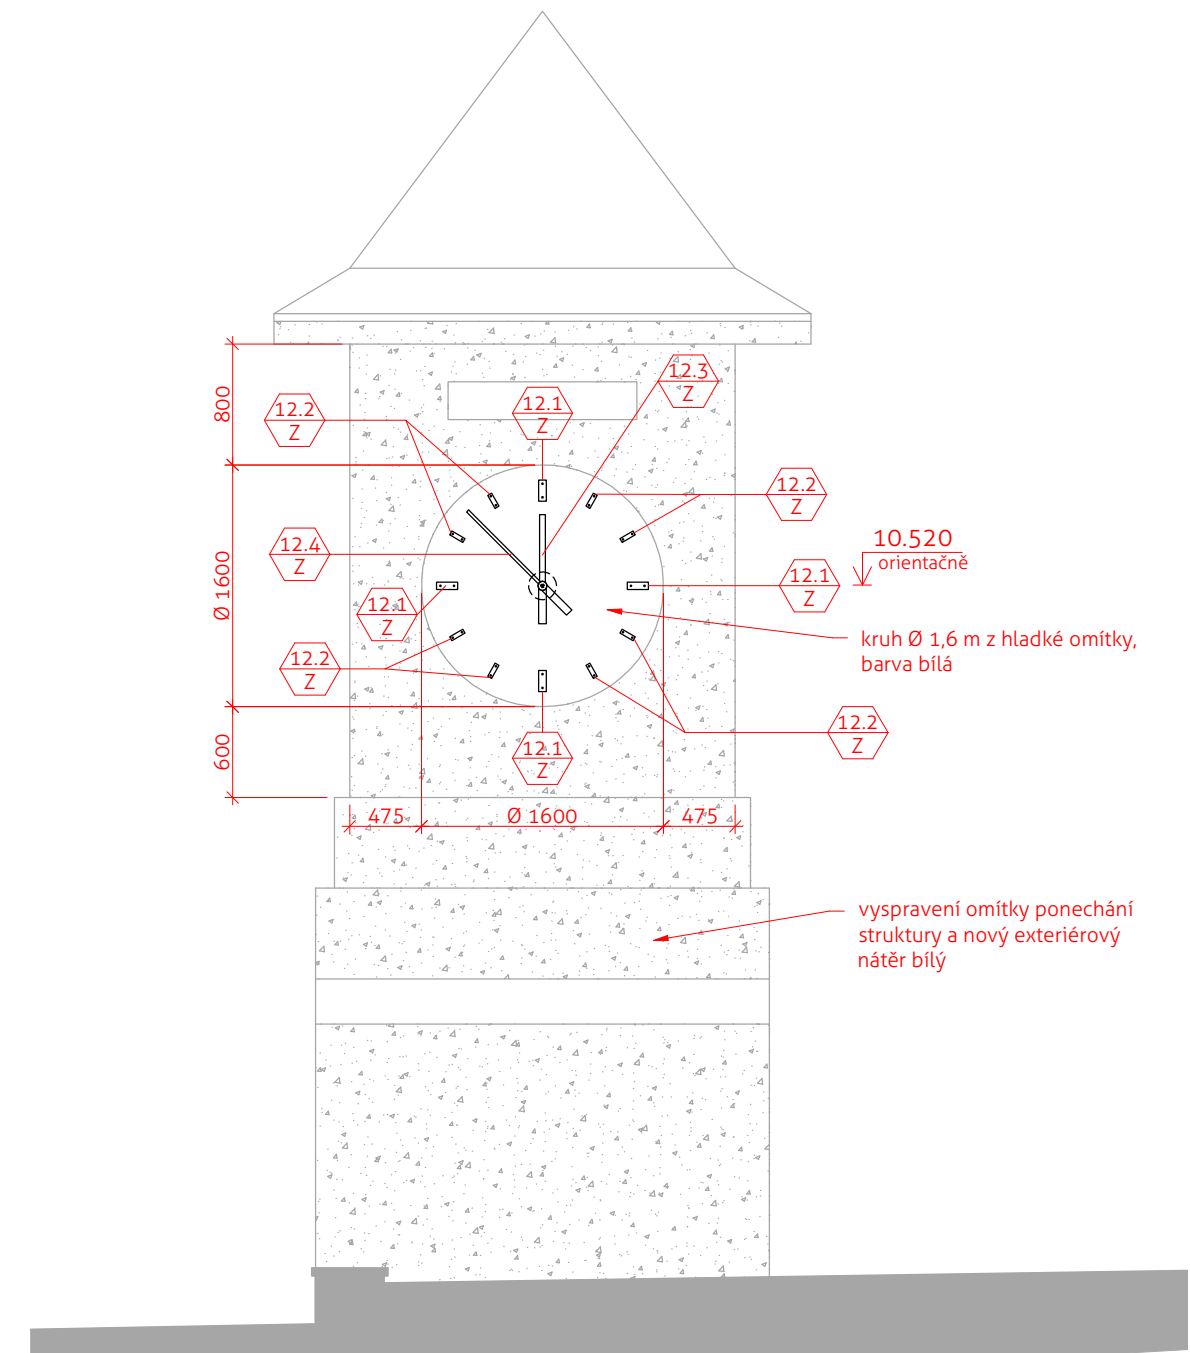 12.3
Z
12.1
Z
12.2
Z
800
12.2
Z
10.520
orientačně
12.4
Z
Ø 1600
12.1
Z
12.1
Z
kruh Ø 1,6 m z hladké omítky,
barva bílá
12.2
Z
12.2
Z
600
12.1
Z
475
Ø 1600
475
vyspravení omítky ponechání
struktury a nový exteriérový
nátěr bílý